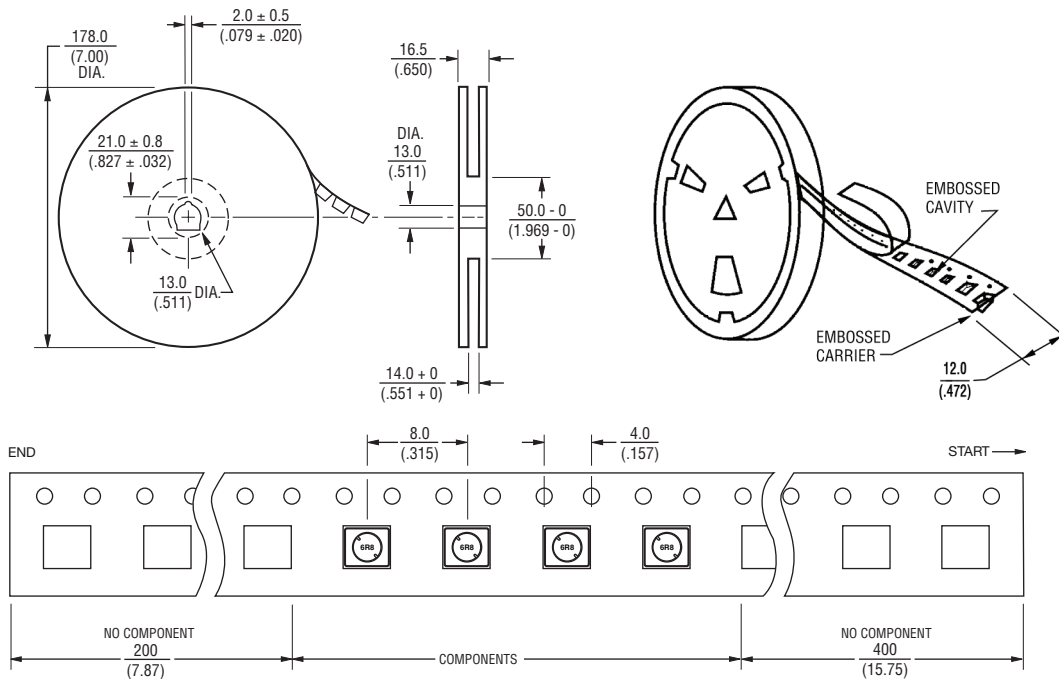 2.0 ± 0.5
(.079 ± .020)
178.0
(7.00)
DIA.
16.5
(.650)
21.0 ± 0.8
(.827 ± .032)
DIA.
13.0
(.511)
50.0 - 0
(1.969 - 0)
13.0
(.511)
DIA.
14.0 + 0
(.551 + 0)
EMBOSSED
CAVITY
EMBOSSED
CARRIER
12.0
(.472)
END
8.0
(.315)
4.0
(.157)
START
6R8
6R8
6R8
6R8
NO COMPONENT
200
(7.87)
COMPONENTS
NO COMPONENT
400
(15.75)